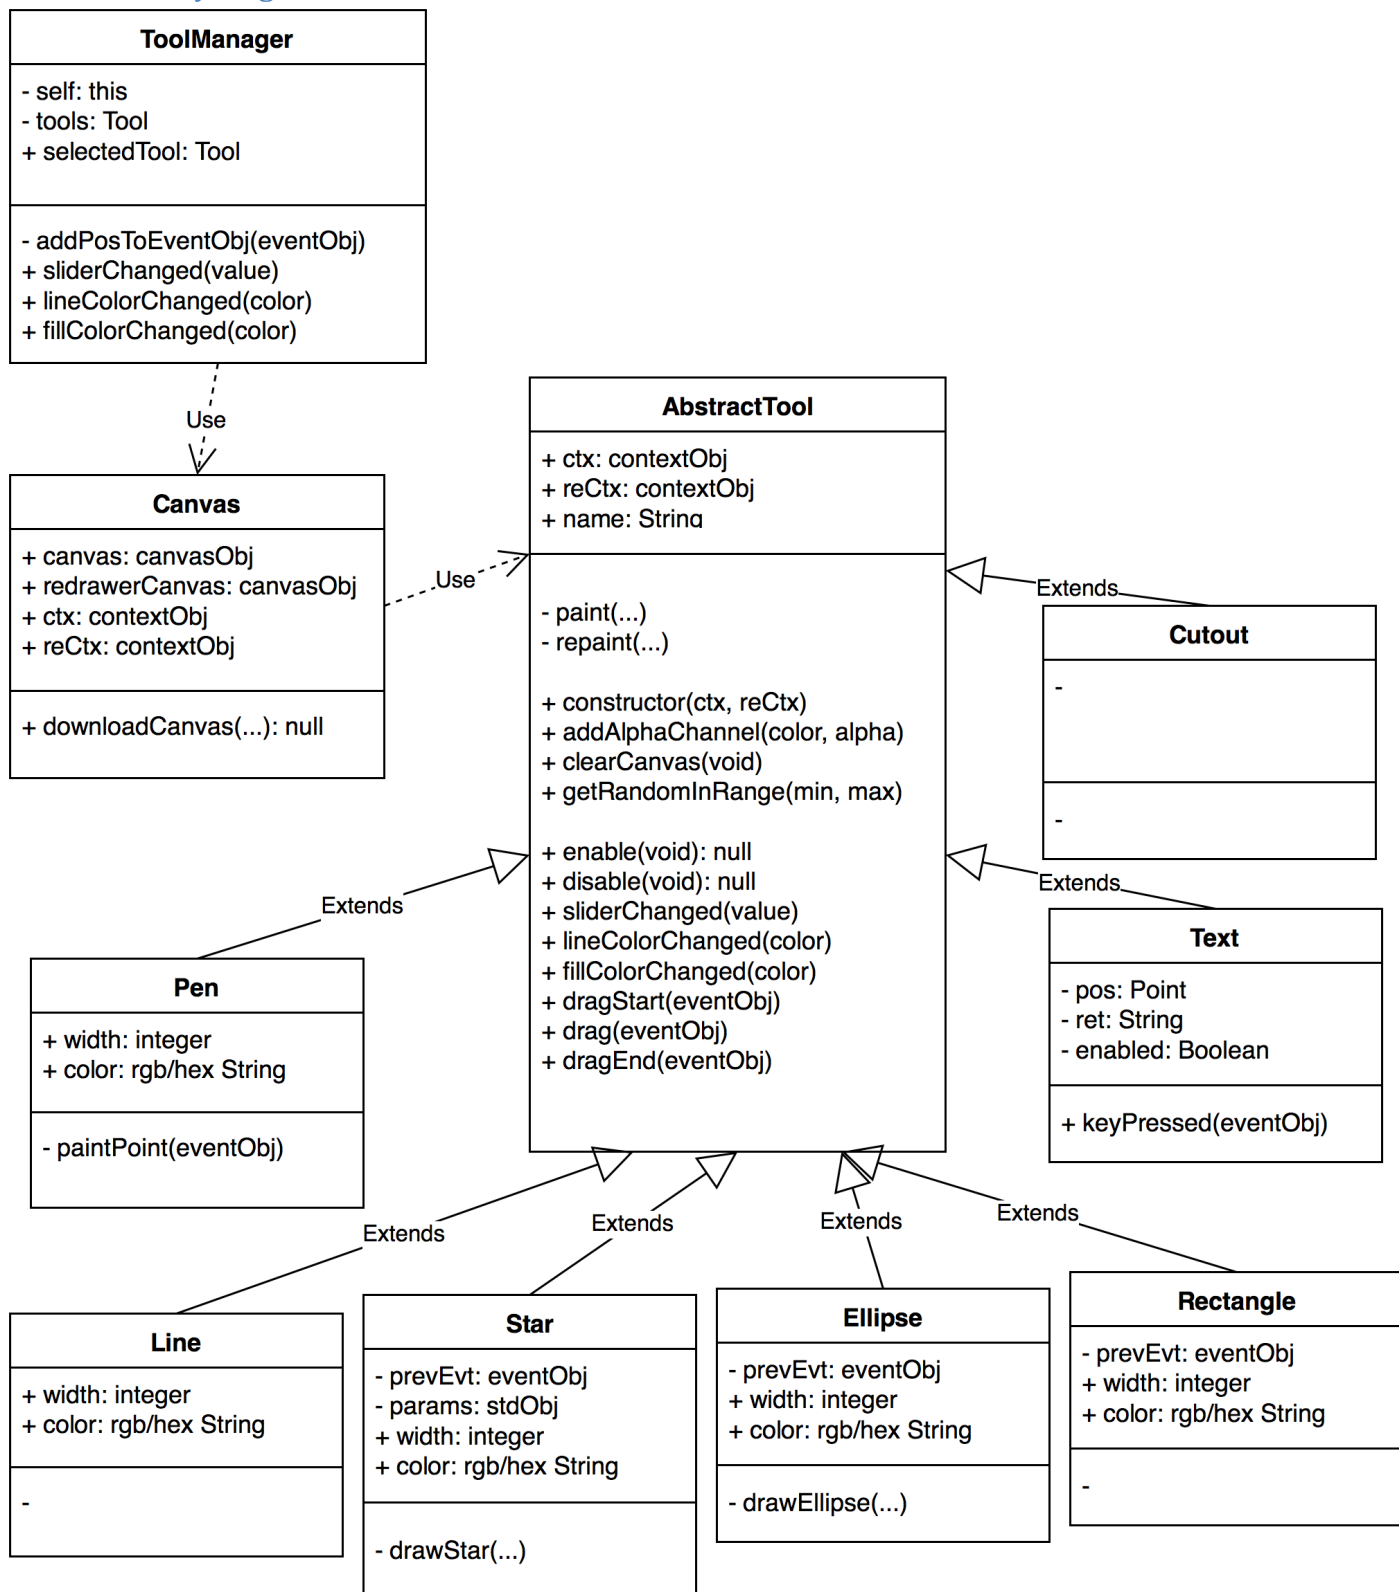 ToolManager
- self: this
- tools: Tool
+ selectedTool: Tool
- addPosToEventObj(eventObj)
+ sliderChanged(value)
+ lineColorChanged(color)
+ fillColorChanged(color)
Use
Canvas
+ canvas: canvasObj
+ redrawerCanvas: canvasObj
+ ctx: contextObj
+ reCtx: contextObj
+ downloadCanvas(...): null
Use
AbstractTool
+ ctx: contextObj
+ reCtx: contextObj
+ name: String
- paint(...)
- repaint(...)
+ constructor(ctx, reCtx)
+ addAlphaChannel(color, alpha)
+ clearCanvas(void)
+ getRandomInRange(min, max)
+ enable(void): null
+ disable(void): null
+ sliderChanged(value)
+ lineColorChanged(color)
+ fillColorChanged(color)
+ dragStart(eventObj)
+ drag(eventObj)
+ dragEnd(eventObj)
Extends
Cutout
-
-
Extends
Text
- pos: Point
- ret: String
- enabled: Boolean
+ keyPressed(eventObj)
Extends
Pen
+ width: integer
+ color: rgb/hex String
- paintPoint(eventObj)
Extends
Line
+ width: integer
+ color: rgb/hex String
-
Extends
Star
- prevEvt: eventObj
- params: stdObj
+ width: integer
+ color: rgb/hex String
- drawStar(...)
Extends
Ellipse
- prevEvt: eventObj
+ width: integer
+ color: rgb/hex String
- drawEllipse(...)
Extends
Rectangle
- prevEvt: eventObj
+ width: integer
+ color: rgb/hex String
-